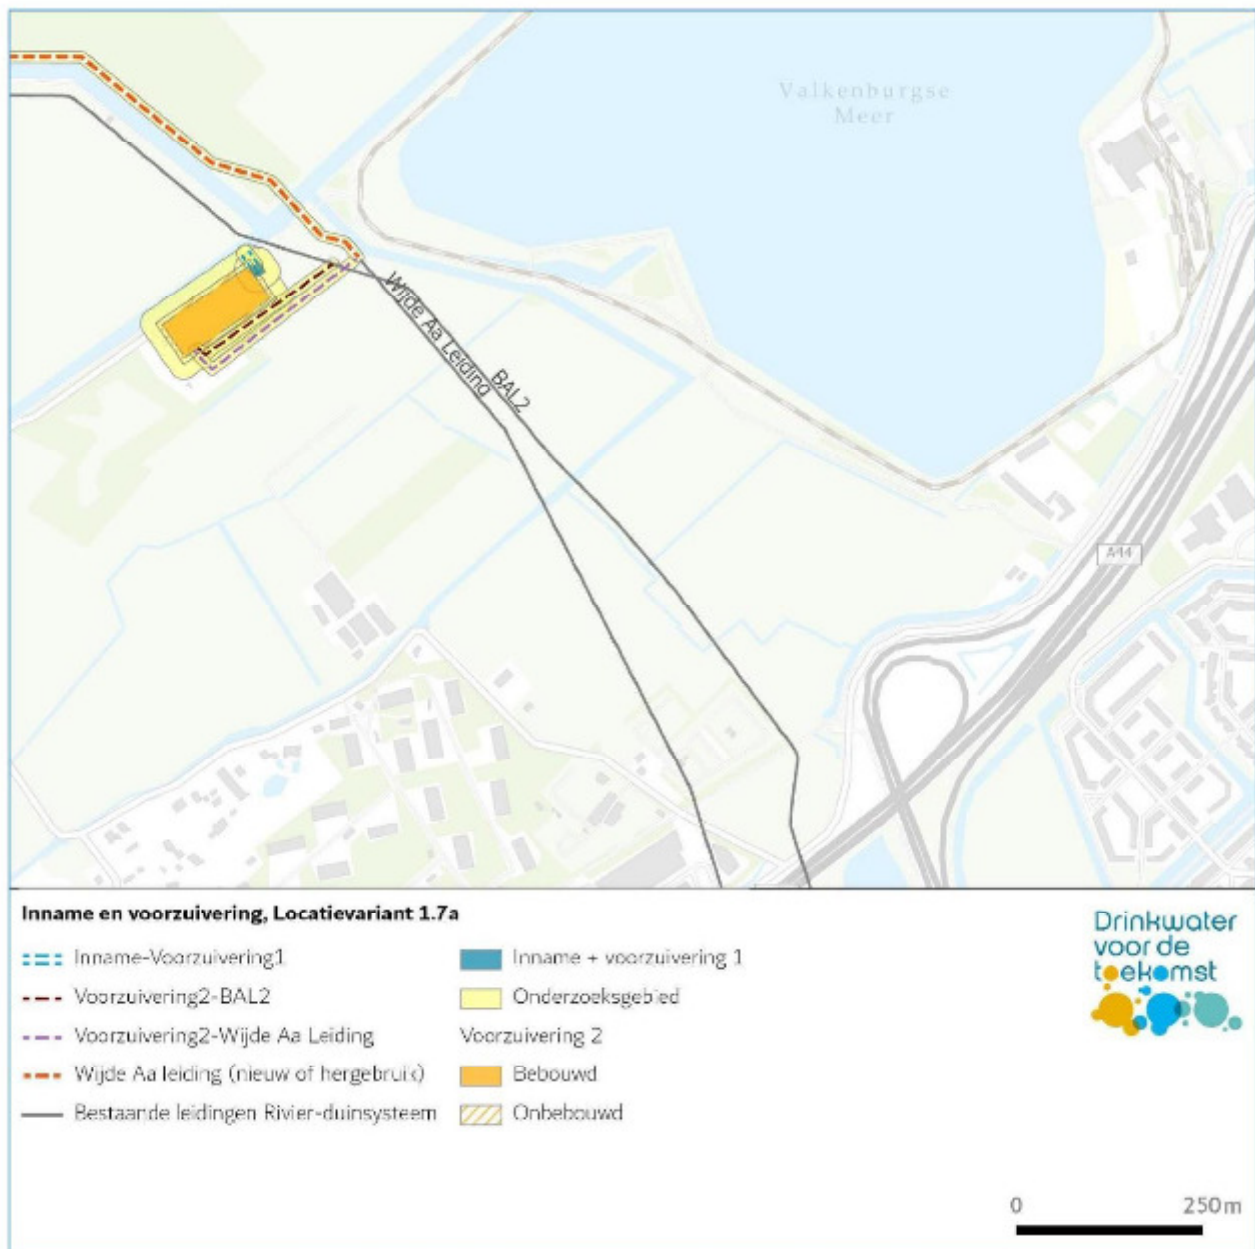 Valkenburgse
Meer
Wijde Aa Leiding
BAL2
A44
Inname en voorzuivering, Locatievariant 1.7a
Inname-Voorzuivering1
Voorzuivering2-BAL2
Voorzuivering2-Wijde Aa Leiding
Wijde Aa leiding (nieuw of hergebruik)
Bestaande leidingen Rivier-duinsysteem
Inname + voorzuivering 1
Onderzoeksgebied
Voorzuivering 2
Bebouwd
Onbebouwd
Drinkwater
voor de
toekomst
0 250m